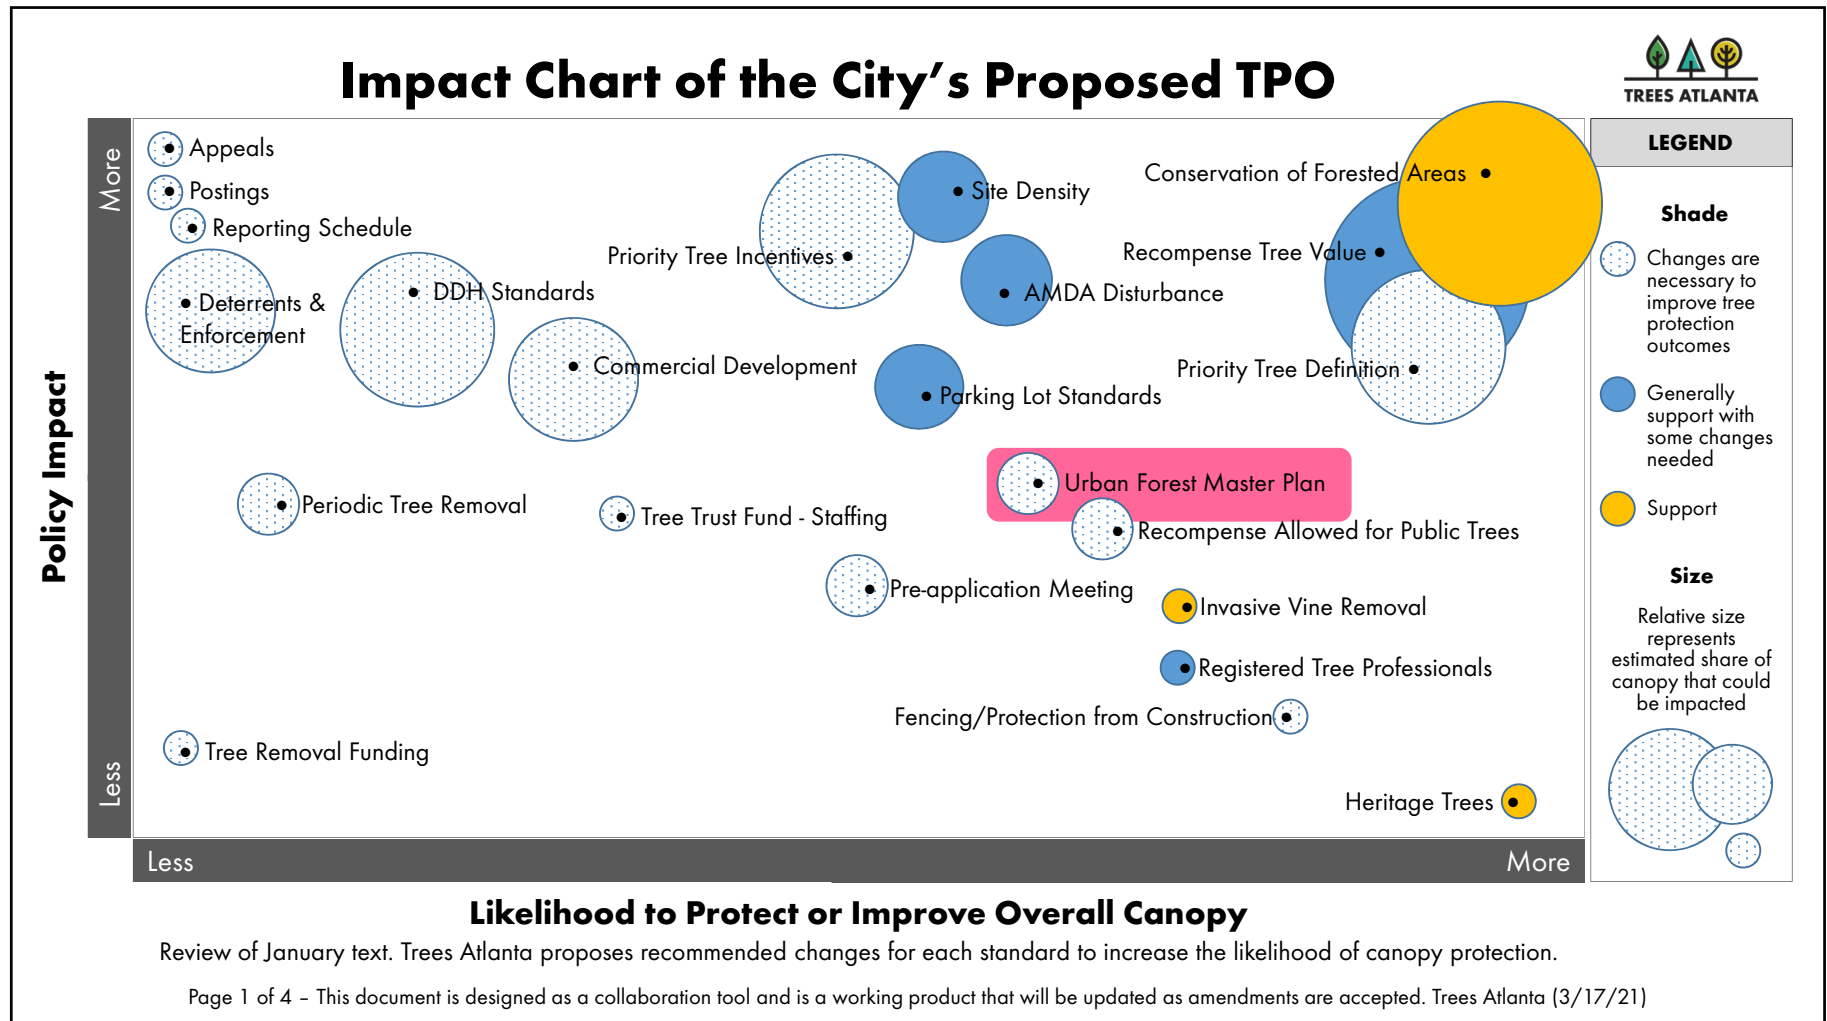 Impact Chart of the City’s Proposed TPO
TREES ATLANTA
More
Policy Impact
Less
Appeals
Postings
Reporting Schedule
Deterrents &
Enforcement
DDH Standards
Commercial Development
Priority Tree Incentives
Site Density
AMDA Disturbance
Parking Lot Standards
Conservation of Forested Areas
Recompense Tree Value
Priority Tree Definition
Periodic Tree Removal
Tree Trust Fund - Staffing
Urban Forest Master Plan
Recompense Allowed for Public Trees
Pre-application Meeting
Invasive Vine Removal
Registered Tree Professionals
Fencing/Protection from Construction
Tree Removal Funding
Heritage Trees
LEGEND
Shade
Changes are
necessary to
improve tree
protection
outcomes
Generally
support with
some changes
needed
Support
Size
Relative size
represents
estimated share of
canopy that could
be impacted
Less
More
Likelihood to Protect or Improve Overall Canopy
Review of January text. Trees Atlanta proposes recommended changes for each standard to increase the likelihood of canopy protection.
Page 1 of 4 – This document is designed as a collaboration tool and is a working product that will be updated as amendments are accepted. Trees Atlanta (3/17/21)